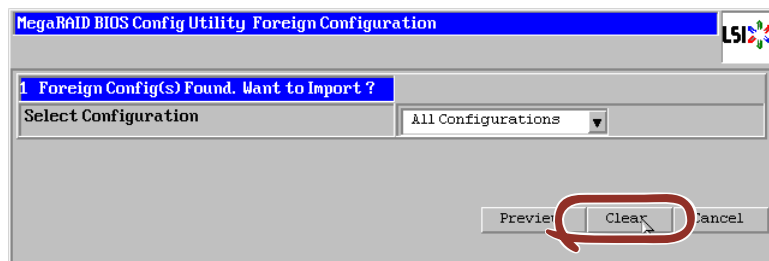 MegaRAID BIOS Config Utility Foreign Configuration
LSI
1 Foreign Config(s) Found. Want to Import ?
Select Configuration All Configurations
Preview Clear Cancel